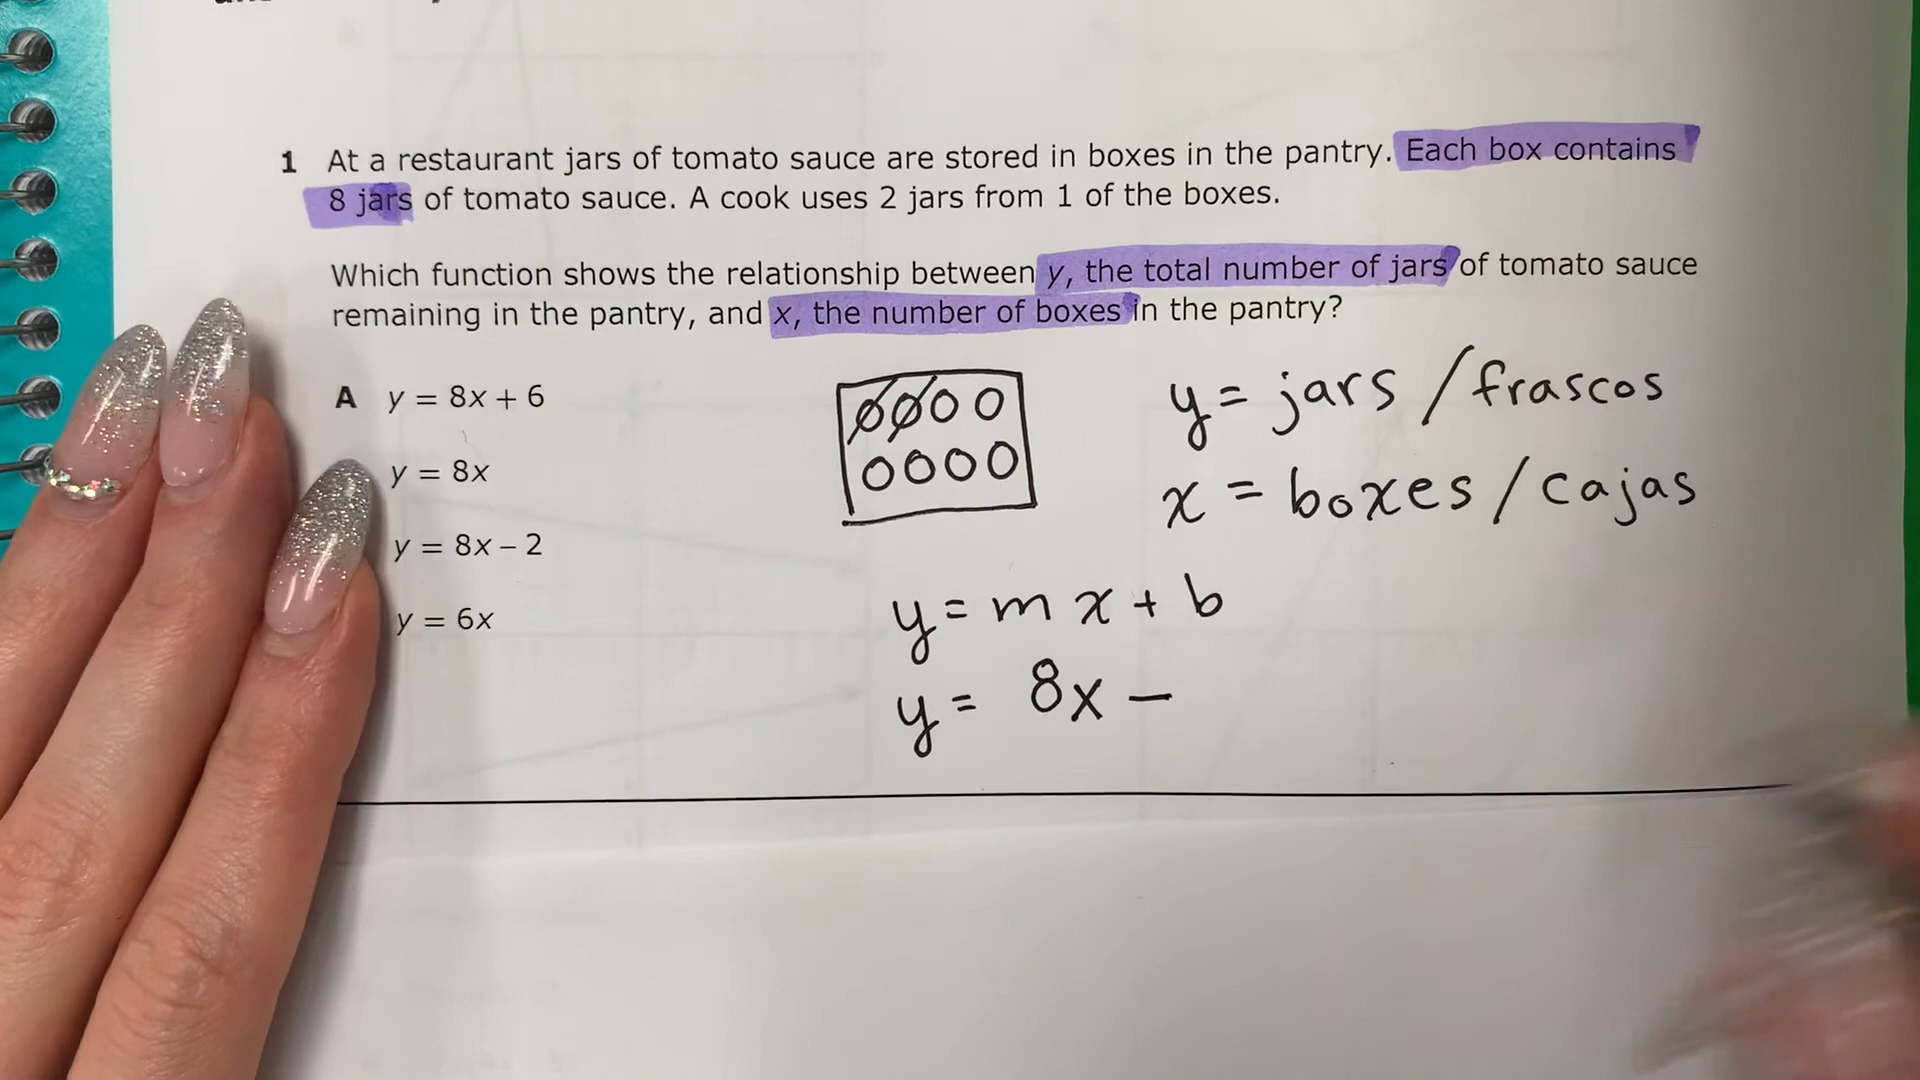 1 At a restaurant jars of tomato sauce are stored in boxes in the pantry. Each box contains
8 jars of tomato sauce. A cook uses 2 jars from 1 of the boxes.
Which function shows the relationship between y, the total number of jars of tomato sauce
remaining in the pantry, and x, the number of boxes in the pantry?
A y = 8x + 6
y = 8x
y = 8x – 2
y = 6x
y = jars / frascos
x = boxes / cajas
y = mx + b
y = 8x –